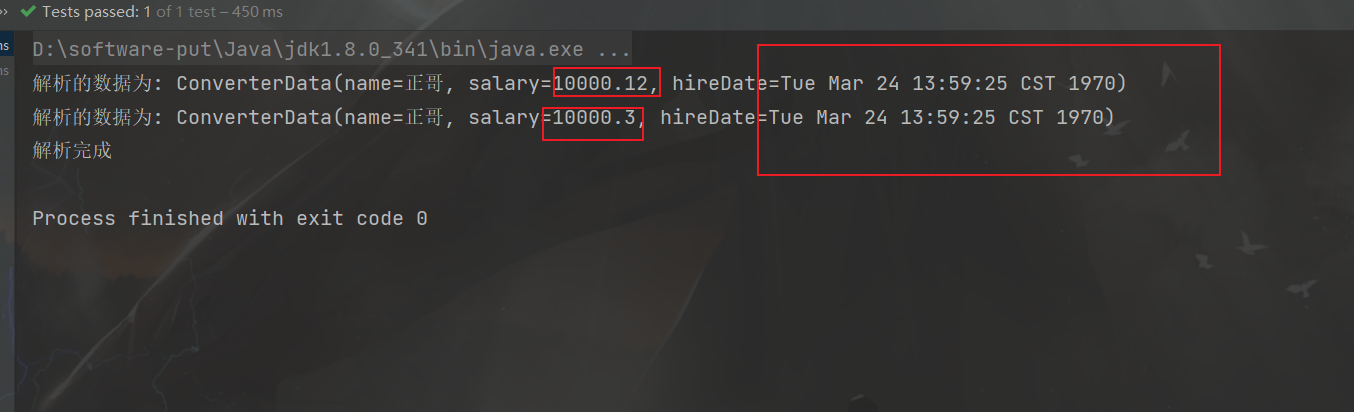 Tests passed: 1 of 1 test – 450 ms
ms
D:\software-put\Java\jdk1.8.0_341\bin\java.exe ...
ms
解析的数据为: ConverterData(name=正哥, salary=10000.12, hireDate=Tue Mar 24 13:59:25 CST 1970)
解析的数据为: ConverterData(name=正哥, salary=10000.3, hireDate=Tue Mar 24 13:59:25 CST 1970)
解析完成
Process finished with exit code 0